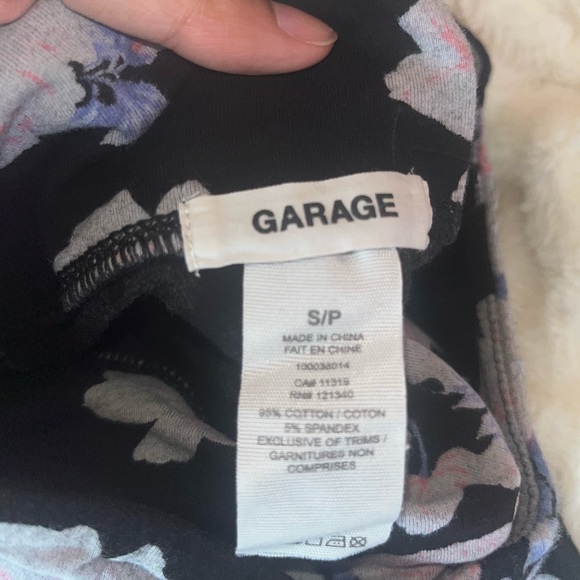 GARAGE
S/P
MADE IN CHINA
FAIT EN CHINE
100038014
CA# 11319
RN# 121340
95% COTTON / COTON
5% SPANDEX
EXCLUSIVE OF TRIMS /
GARNITURES NON
COMPRISES